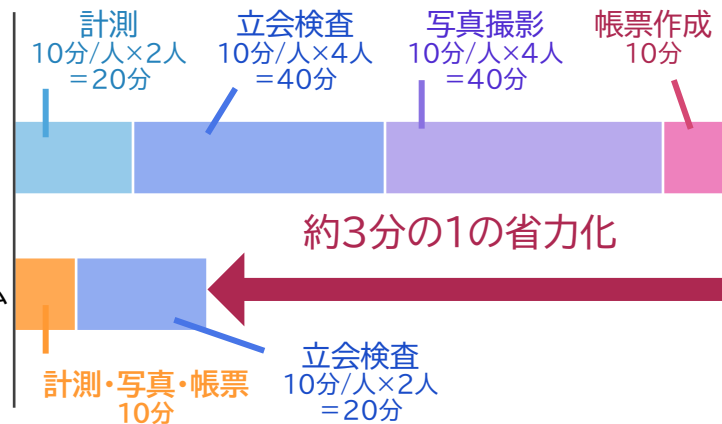 計測
10分/人×2人
＝20分
立会検査
10分/人×4人
＝40分
写真撮影
10分/人×4人
＝40分
帳票作成
10分
約3分の1の省力化
計測・写真・帳票
10分
立会検査
10分/人×2人
＝20分